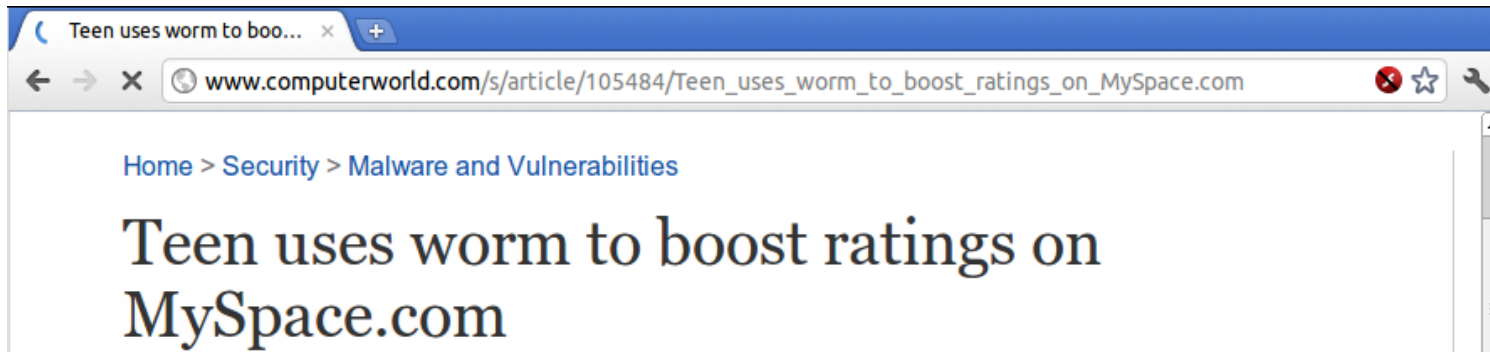 Teen uses worm to boo...
www.computerworld.com/s/article/105484/Teen_uses_worm_to_boost_ratings_on_MySpace.com
Home > Security > Malware and Vulnerabilities
Teen uses worm to boost ratings on
MySpace.com